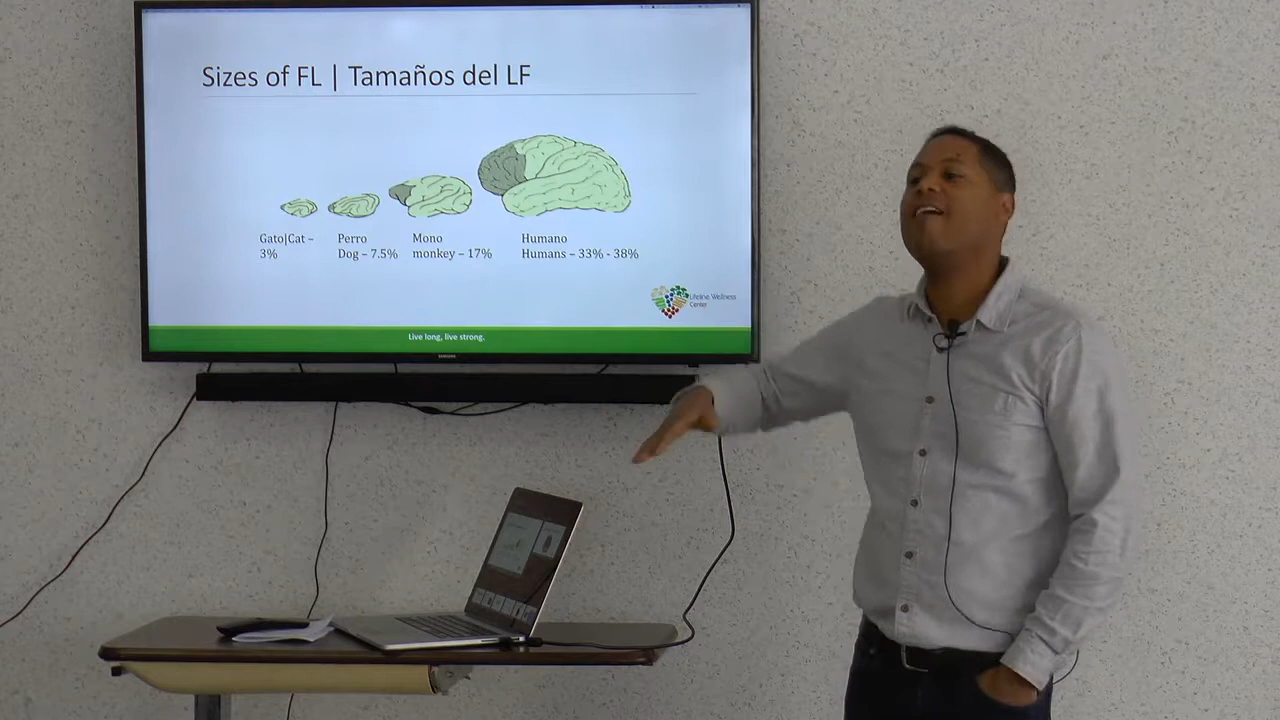 Sizes of FL | Tamaños del LF
Gato|Cat –
3%
Perro
Dog – 7.5%
Mono
monkey – 17%
Humano
Humans – 33% - 38%
Lifeline Wellness
Center
Live long, live strong.
SAMSUNG